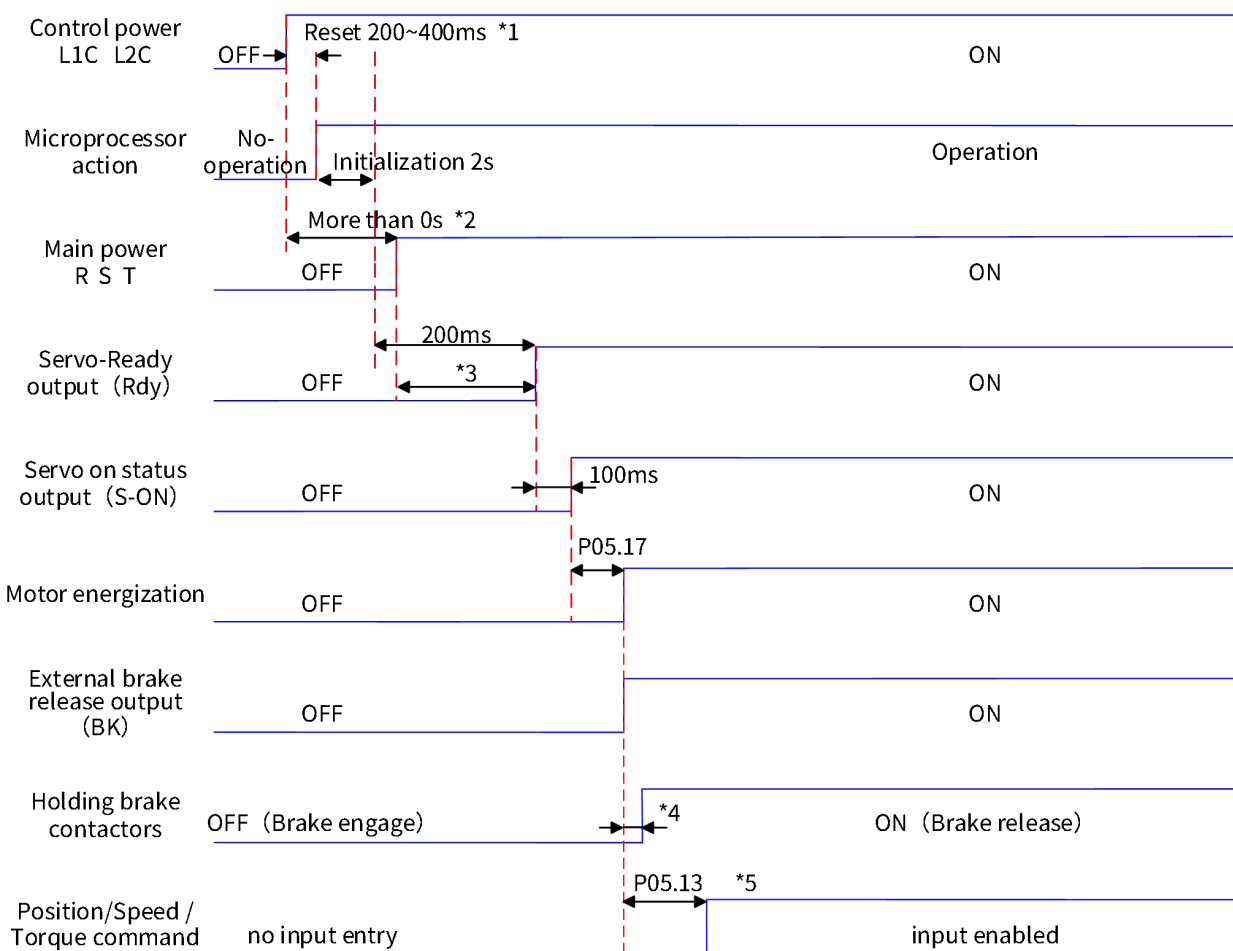 Control power
L1C L2C
OFF
Reset 200~400ms *1
ON
Microprocessor
action
No-
operation
Initialization 2s
Operation
More than 0s *2
Main power
R S T
OFF
ON
200ms
Servo-Ready
output（Rdy）
OFF
*3
ON
Servo on status
output（S-ON）
OFF
100ms
ON
P05.17
Motor energization
OFF
ON
External brake
release output
（BK）
OFF
ON
Holding brake
contactors
OFF（Brake engage）
*4
ON（Brake release）
P05.13 *5
Position/Speed /
Torque command
no input entry
input enabled